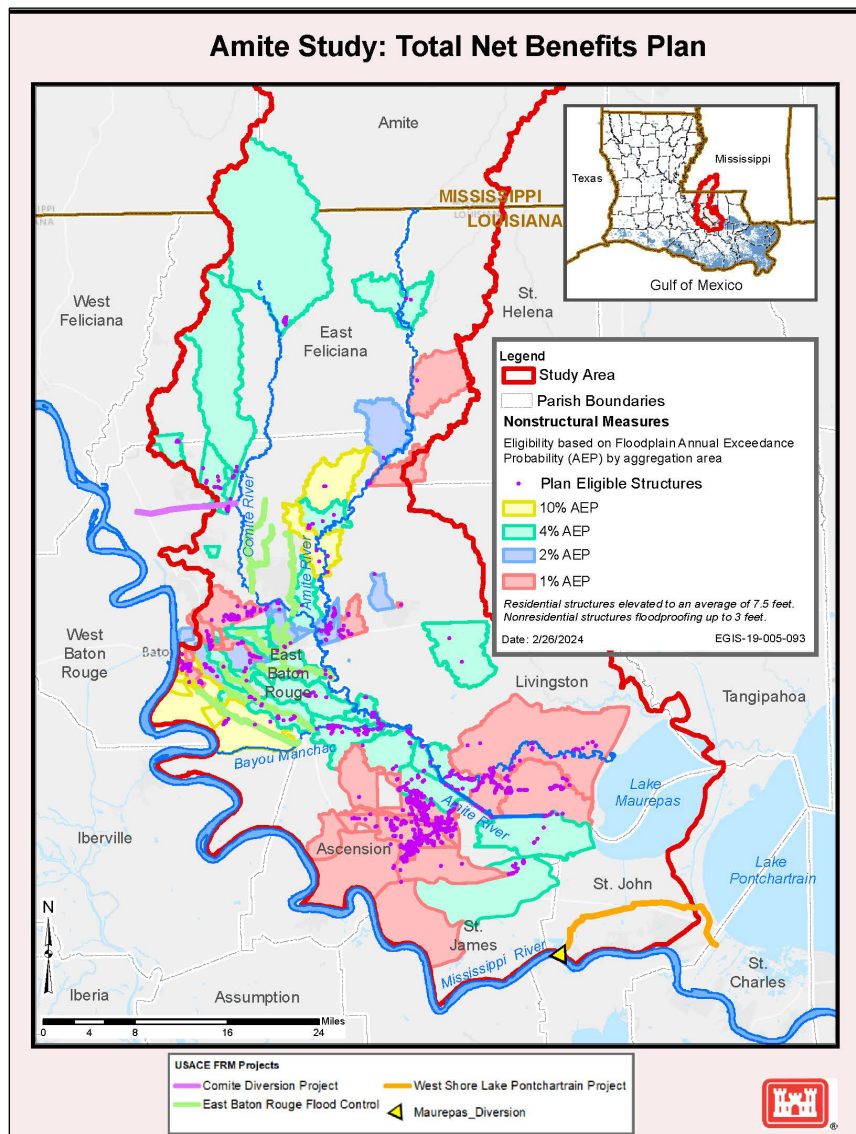 Amite Study: Total Net Benefits Plan
Amite
MISSISSIPPI
LOUISIANA
Texas
Mississippi
Gulf of Mexico
West
Feliciana
East
Feliciana
St.
Helena
Legend
Study Area
Parish Boundaries
Nonstructural Measures
Eligibility based on Floodplain Annual Exceedance
Probability (AEP) by aggregation area
Plan Eligible Structures
10% AEP
4% AEP
2% AEP
1% AEP
Residential structures elevated to an average of 7.5 feet.
Nonresidential structures floodproofing up to 3 feet.
Date: 2/26/2024 EGIS-19-005-093
Comite River
Amite River
West
Baton
Rouge
Bato
East
Baton
Rouge
Livingston
Tangipahoa
Bayou Manchac
Lake
Maurepas
Amite River
Iberville
Ascension
Lake
Pontchartrain
St. John
St.
James
Mississippi River
St.
Charles
N
Iberia
Assumption
Miles
0 4 8 16 24
USACE FRM Projects
Comite Diversion Project
West Shore Lake Pontchartrain Project
East Baton Rouge Flood Control
Maurepas_Diversion
®